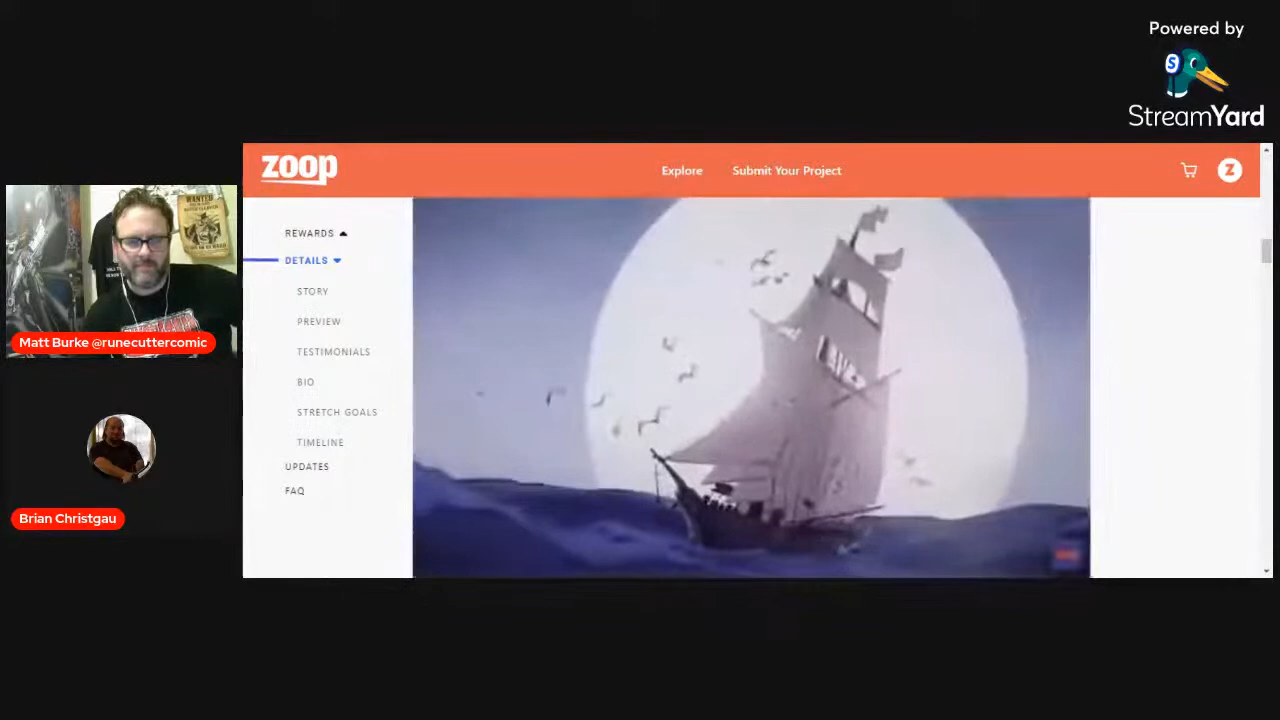 Powered by
S
StreamYard
zoop
Explore
Submit Your Project
Z
WANTED
REWARDS
DETAILS
STORY
PREVIEW
TESTIMONIALS
BIO
STRETCH GOALS
TIMELINE
UPDATES
FAQ
Matt Burke @runecuttercomic
Brian Christgau